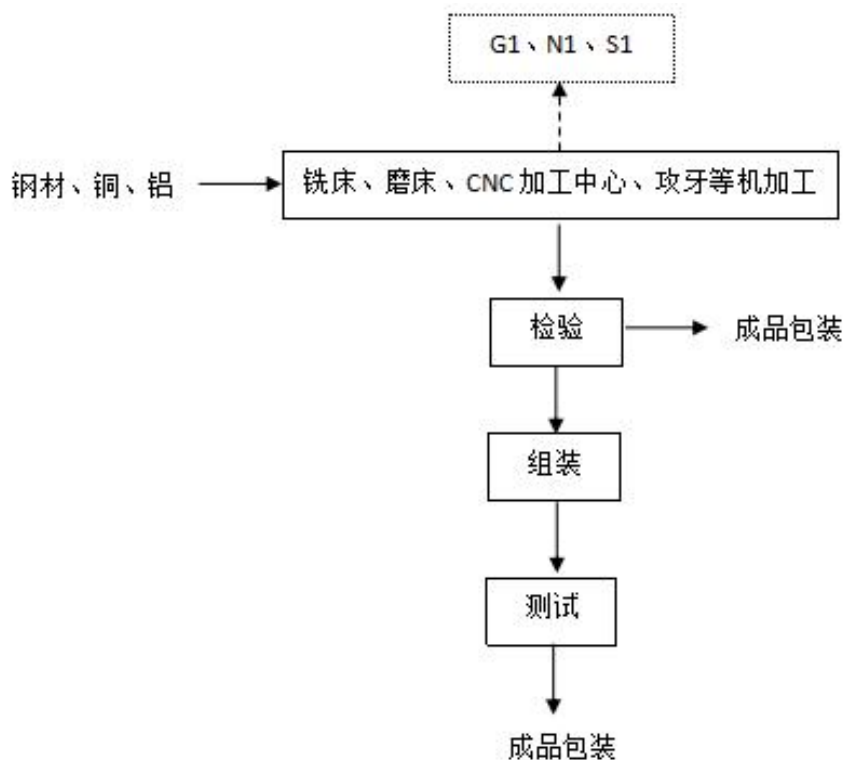 G1、N1、S1
钢材、铜、铝
铣床、磨床、CNC加工中心、攻牙等机加工
检验
成品包装
组装
测试
成品包装